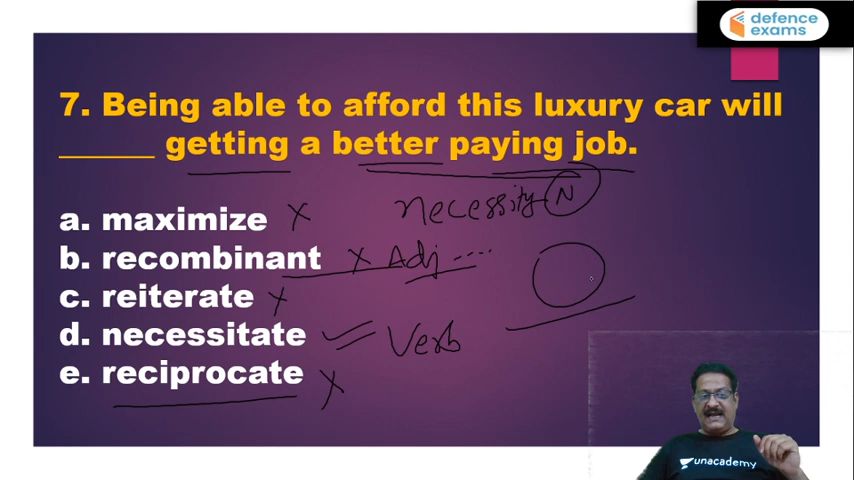 defence
exams
7. Being able to afford this luxury car will
______ getting a better paying job.
necessity N
a. maximize ×
b. recombinant × Adj ....
c. reiterate ×
d. necessitate ✓ Verb
e. reciprocate ×
unacademy